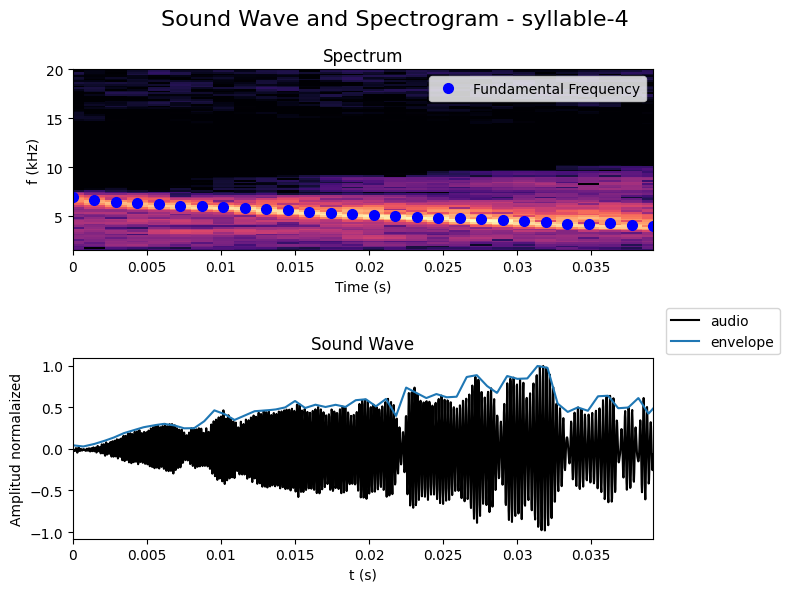 Sound Wave and Spectrogram - syllable-4
Spectrum
20
15
10
5
f (kHz)
Fundamental Frequency
0 0.005 0.01 0.015 0.02 0.025 0.03 0.035
Time (s)
audio
envelope
Sound Wave
1.0
0.5
0.0
−0.5
−1.0
Amplitud normalaized
0 0.005 0.01 0.015 0.02 0.025 0.03 0.035
t (s)